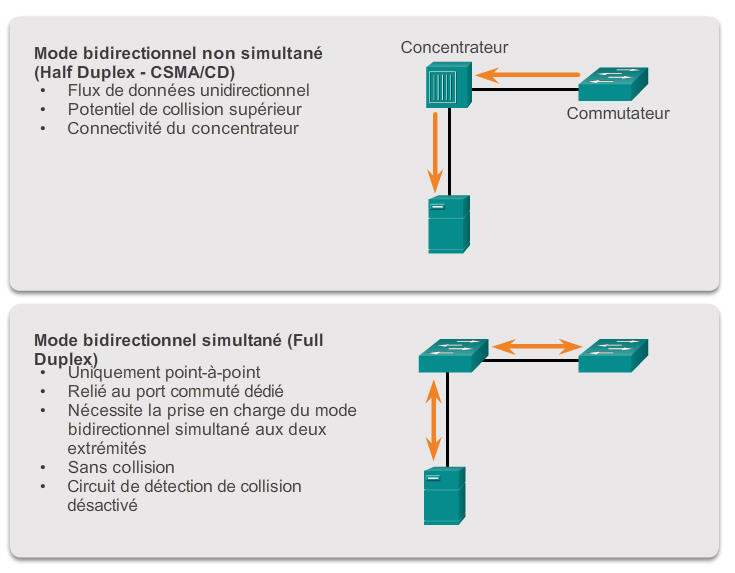 Mode bidirectionnel non simultané
(Half Duplex - CSMA/CD)
• Flux de données unidirectionnel
• Potentiel de collision supérieur
• Connectivité du concentrateur
Concentrateur
Commutateur
Mode bidirectionnel simultané (Full
Duplex)
• Uniquement point-à-point
• Relié au port commuté dédié
• Nécessite la prise en charge du mode
bidirectionnel simultané aux deux
extrémités
• Sans collision
• Circuit de détection de collision
désactivé